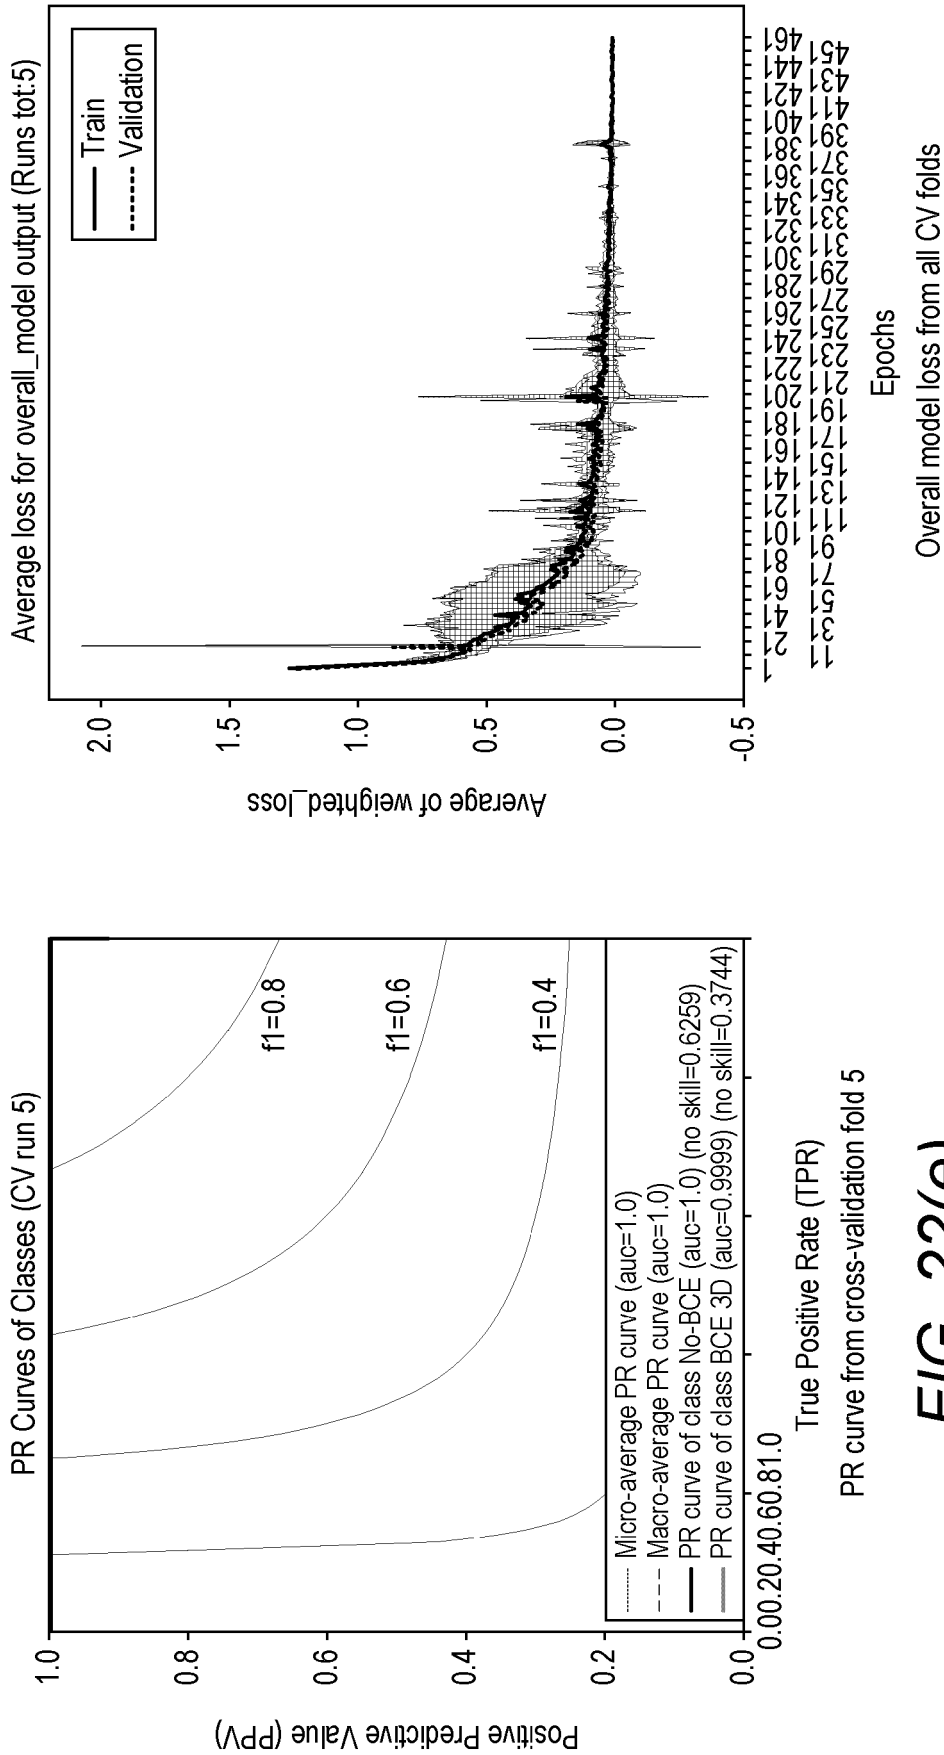 PR Curves of Classes (CV run 5)
Positive Predictive Value (PPV)
1.0
0.8
0.6
0.4
0.2
0.0
f1=0.8
f1=0.6
f1=0.4
Micro-average PR curve (auc=1.0)
Macro-average PR curve (auc=1.0)
PR curve of class No-BCE (auc=1.0) (no skill=0.6259)
PR curve of class BCE 3D (auc=0.9999) (no skill=0.3744)
0.00.20.40.60.81.0
True Positive Rate (TPR)
PR curve from cross-validation fold 5
Average loss for overall_model output (Runs tot:5)
Train
Validation
Average of weighted_loss
2.0
1.5
1.0
0.5
0.0
-0.5
1 21 41 61 81 101 121 141 161 181 201 221 241 261 281 301 321 341 361 381 401 421 441 461
11 31 51 71 91 111 131 151 171 191 211 231 251 271 291 311 331 351 371 391 411 431 451
Epochs
Overall model loss from all CV folds
FIG. 22(e)